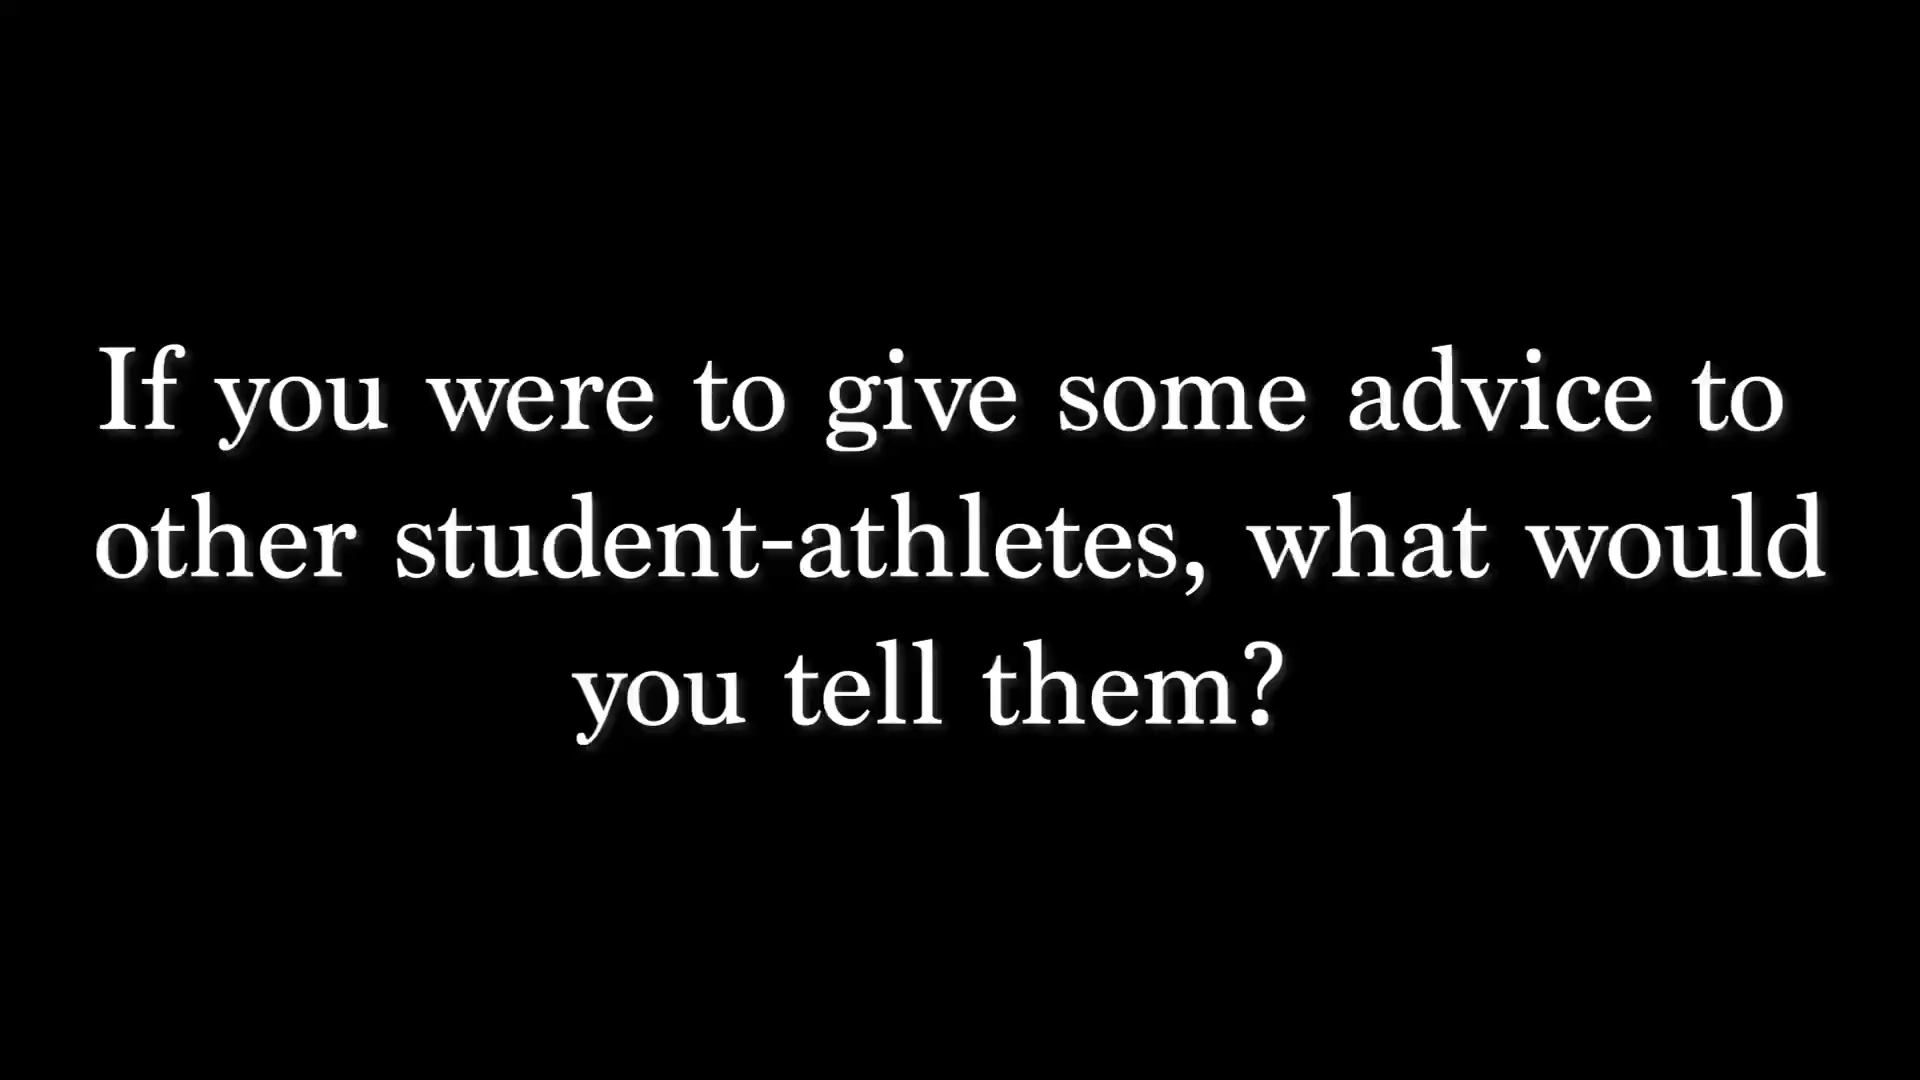 If you were to give some advice to
other student-athletes, what would
you tell them?